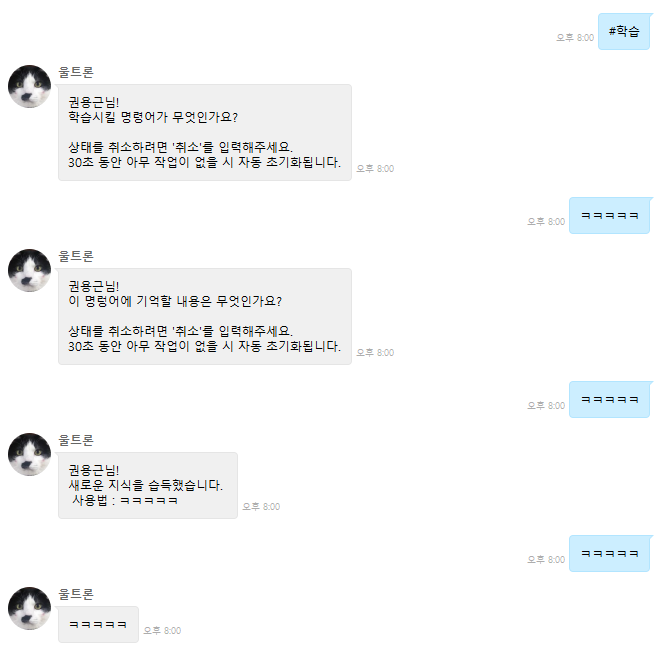 오후 8:00 #학습
울트론
권용근님!
학습시킬 명령어가 무엇인가요?
상태를 취소하려면 '취소'를 입력해주세요.
30초 동안 아무 작업이 없을 시 자동 초기화됩니다. 오후 8:00
오후 8:00 ㅋㅋㅋㅋㅋ
울트론
권용근님!
이 명렁어에 기억할 내용은 무엇인가요?
상태를 취소하려면 '취소'를 입력해주세요.
30초 동안 아무 작업이 없을 시 자동 초기화됩니다. 오후 8:00
오후 8:00 ㅋㅋㅋㅋㅋ
울트론
권용근님!
새로운 지식을 습득했습니다.
사용법 : ㅋㅋㅋㅋㅋ 오후 8:00
오후 8:00 ㅋㅋㅋㅋㅋ
울트론
ㅋㅋㅋㅋㅋ 오후 8:00